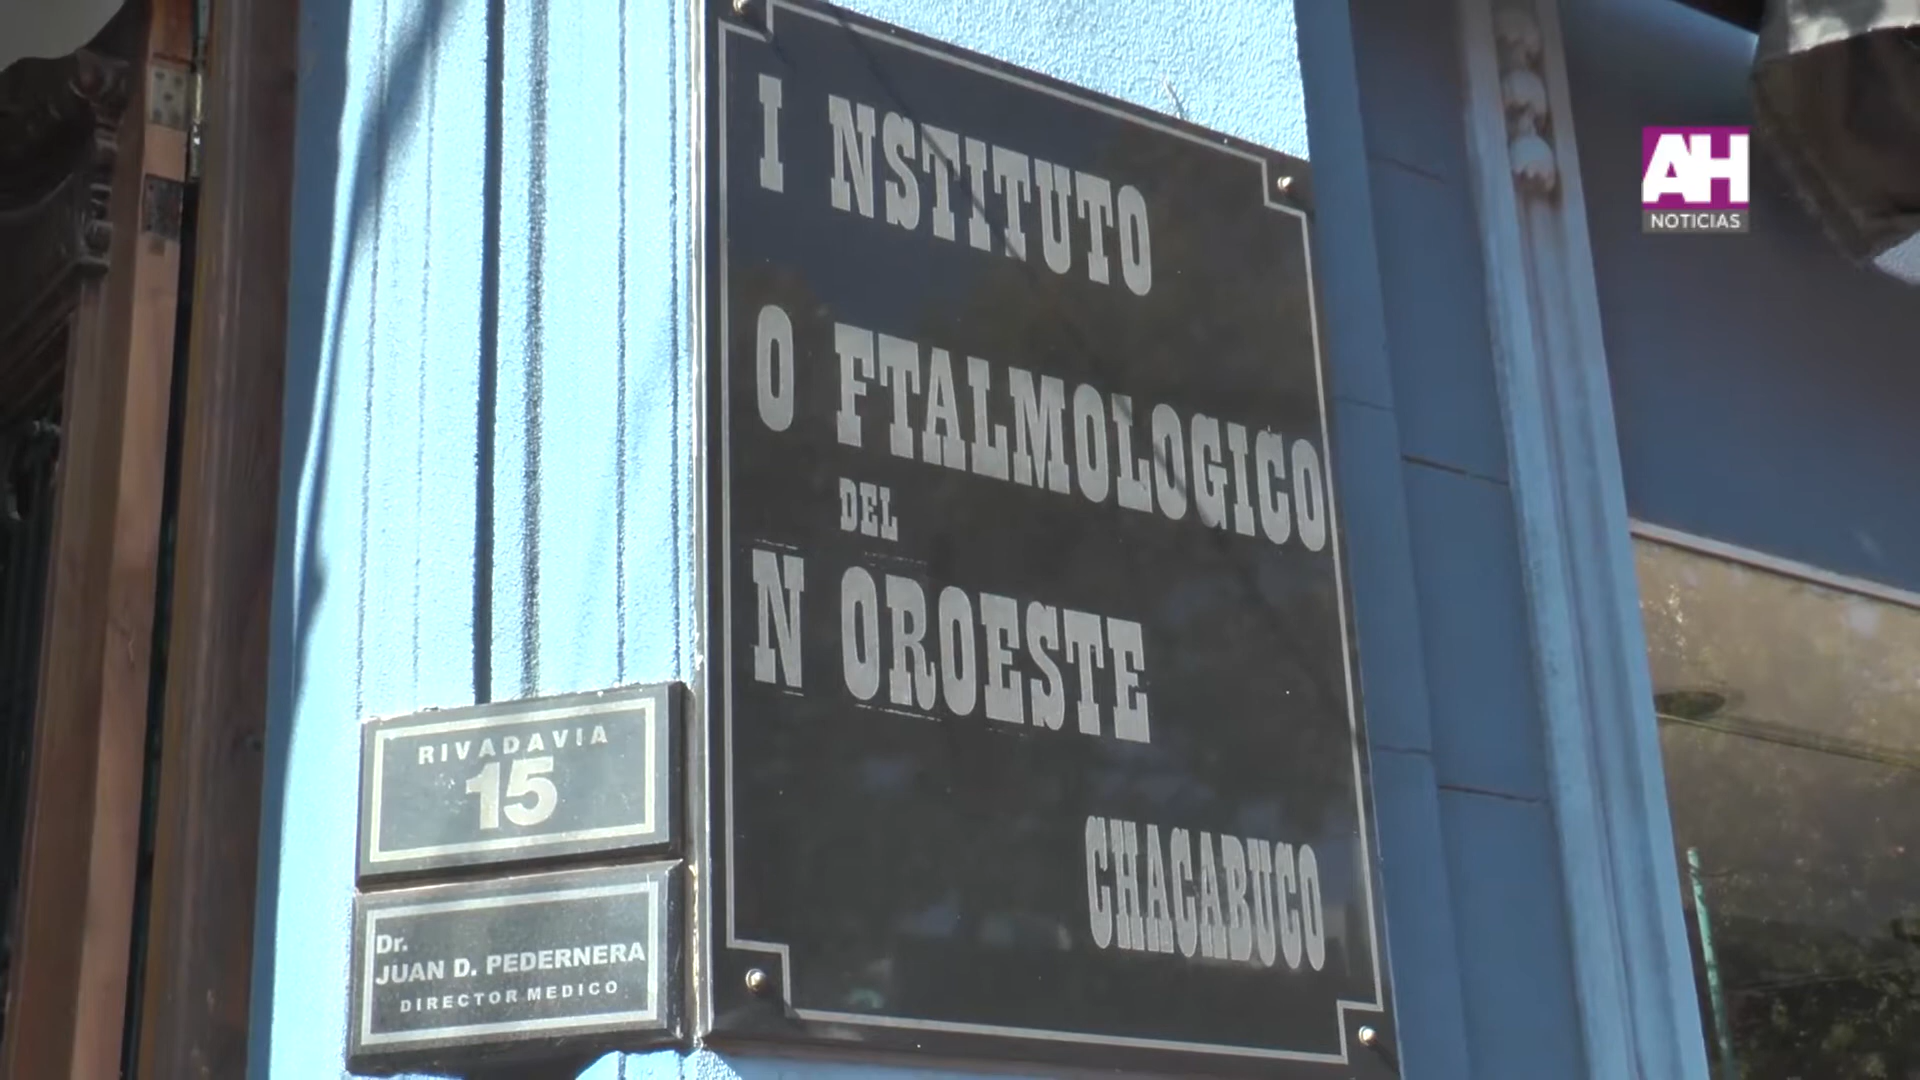 I NSTITUTO
O FTALMOLOGICO
DEL
N OROESTE
CHACABUCO
RIVADAVIA
15
Dr.
JUAN D. PEDERNERA
DIRECTOR MEDICO
AH
NOTICIAS